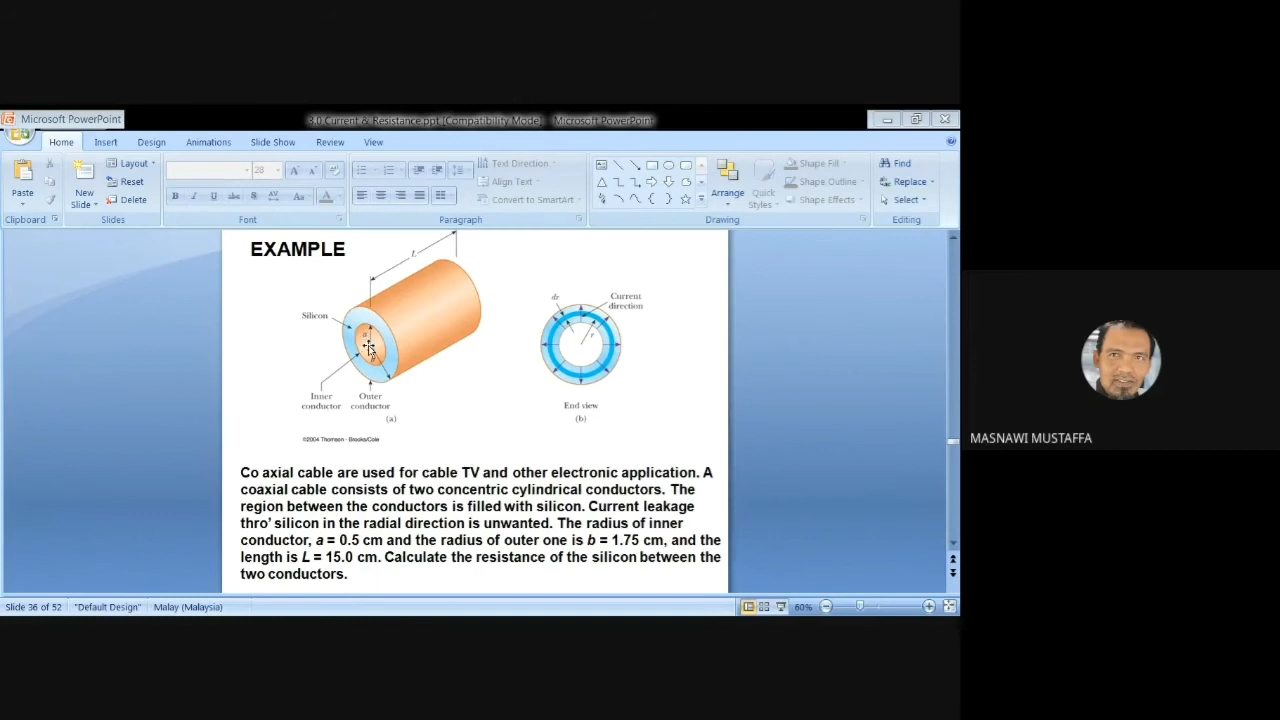 Microsoft PowerPoint
3.0 Current & Resistance.ppt [Compatibility Mode] - Microsoft PowerPoint
Home Insert Design Animations Slide Show Review View
Paste
Clipboard
New
Slide
Layout
Reset
Delete
Slides
28
B I U abc S AV Aa A
Font
Text Direction
Align Text
Convert to SmartArt
Paragraph
Arrange
Quick
Styles
Shape Fill
Shape Outline
Shape Effects
Drawing
Find
Replace
Select
Editing
EXAMPLE
L
Silicon
a
b
Inner
conductor
Outer
conductor
(a)
dr
Current
direction
r
End view
(b)
©2004 Thomson - Brooks/Cole
Co axial cable are used for cable TV and other electronic application. A
coaxial cable consists of two concentric cylindrical conductors. The
region between the conductors is filled with silicon. Current leakage
thro' silicon in the radial direction is unwanted. The radius of inner
conductor, a = 0.5 cm and the radius of outer one is b = 1.75 cm, and the
length is L = 15.0 cm. Calculate the resistance of the silicon between the
two conductors.
Slide 36 of 52 "Default Design" Malay (Malaysia) 60%
MASNAWI MUSTAFFA